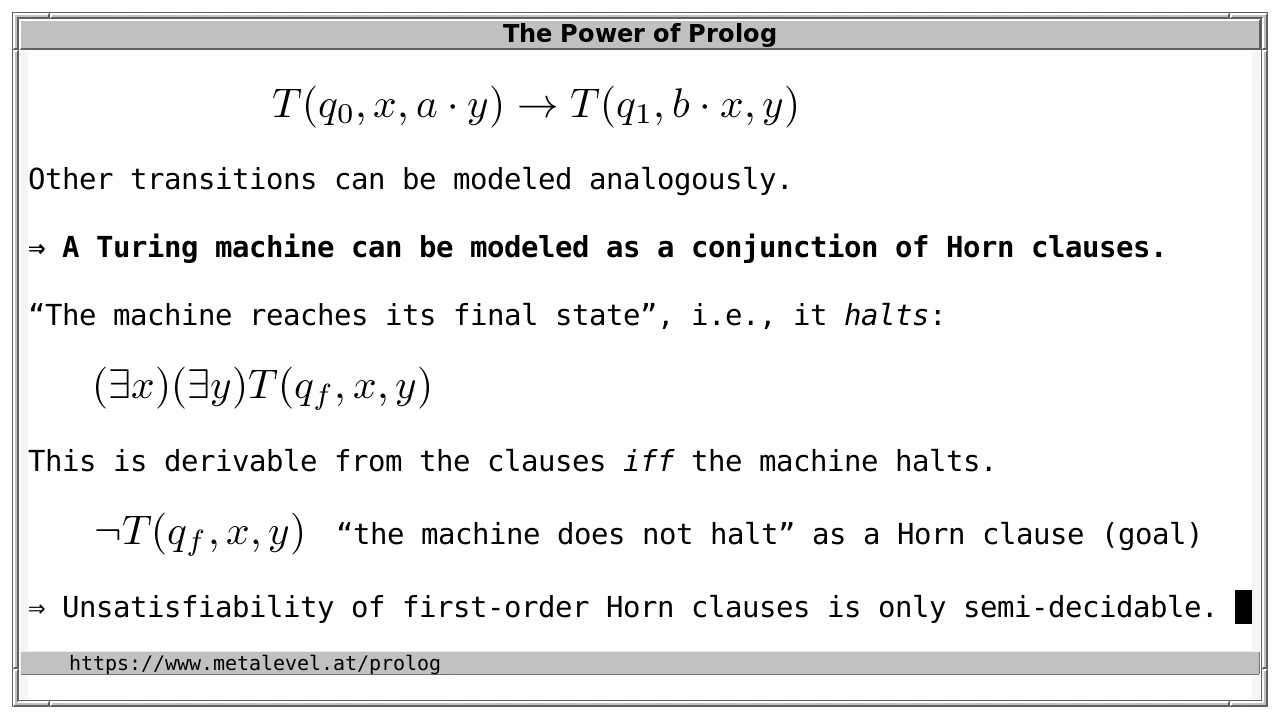 The Power of Prolog
T(q₀, x, a · y) → T(q₁, b · x, y)
Other transitions can be modeled analogously.
⇒ A Turing machine can be modeled as a conjunction of Horn clauses.
“The machine reaches its final state”, i.e., it halts:
(∃x)(∃y)T(q_f, x, y)
This is derivable from the clauses iff the machine halts.
¬T(q_f, x, y) “the machine does not halt” as a Horn clause (goal)
⇒ Unsatisfiability of first-order Horn clauses is only semi-decidable.
https://www.metalevel.at/prolog